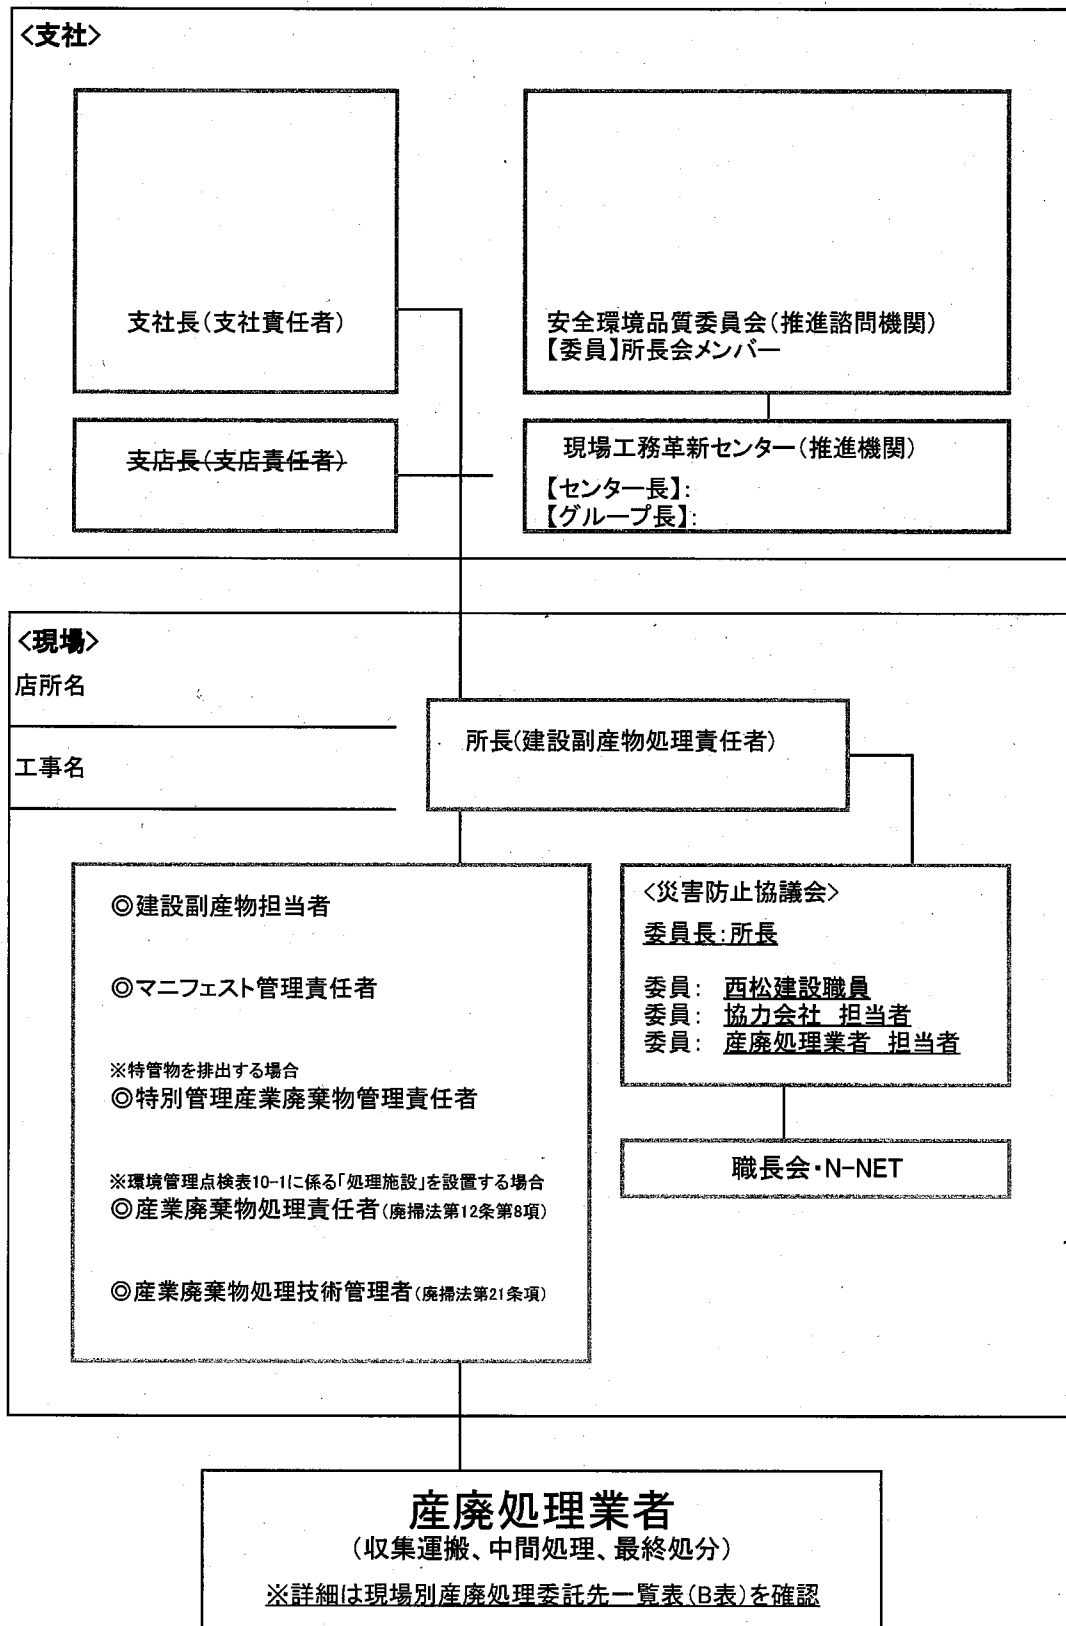 <支社>
支社長(支社責任者)
安全環境品質委員会(推進諮問機関)
【委員】所長会メンバー
支店長(支店責任者)
現場工務革新センター(推進機関)
【センター長】:
【グループ長】:
<現場>
店所名
工事名
所長(建設副産物処理責任者)
◎建設副産物担当者
◎マニフェスト管理責任者
※特管物を排出する場合
◎特別管理産業廃棄物管理責任者
※環境管理点検表10-1に係る「処理施設」を設置する場合
◎産業廃棄物処理責任者(廃掃法第12条第8項)
◎産業廃棄物処理技術管理者(廃掃法第21条項)
<災害防止協議会>
委員長:所長
委員: 西松建設職員
委員: 協力会社 担当者
委員: 産廃処理業者 担当者
職長会・N-NET
産廃処理業者
(収集運搬、中間処理、最終処分)
※詳細は現場別産廃処理委託先一覧表(B表)を確認